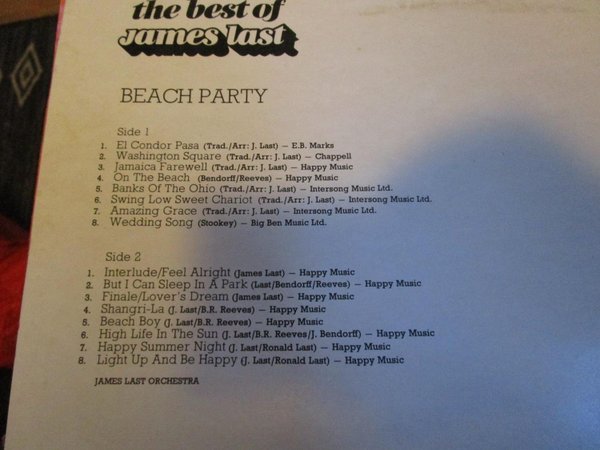 the best of
james last
BEACH PARTY
Side 1
1. El Condor Pasa (Trad./Arr: J. Last) — E.B. Marks
2. Washington Square (Trad./Arr: J. Last) — Chappell
3. Jamaica Farewell (Trad./Arr: J. Last) — Happy Music
4. On The Beach (Bendorff/Reeves) — Happy Music
5. Banks Of The Ohio (Trad./Arr: J. Last) — Intersong Music Ltd.
6. Swing Low Sweet Chariot (Trad./Arr: J. Last) — Intersong Music Ltd.
7. Amazing Grace (Trad./Arr: J. Last) — Intersong Music Ltd.
8. Wedding Song (Stookey) — Big Ben Music Ltd.
Side 2
1. Interlude/Feel Alright (James Last) — Happy Music
2. But I Can Sleep In A Park (Last/Bendorff/Reeves) — Happy Music
3. Finale/Lover's Dream (James Last) — Happy Music
4. Shangri-La (J. Last/B.R. Reeves) — Happy Music
5. Beach Boy (J. Last/B.R. Reeves) — Happy Music
6. High Life In The Sun (J. Last/B.R. Reeves/J. Bendorff) — Happy Music
7. Happy Summer Night (J. Last/Ronald Last) — Happy Music
8. Light Up And Be Happy (J. Last/Ronald Last) — Happy Music
JAMES LAST ORCHESTRA